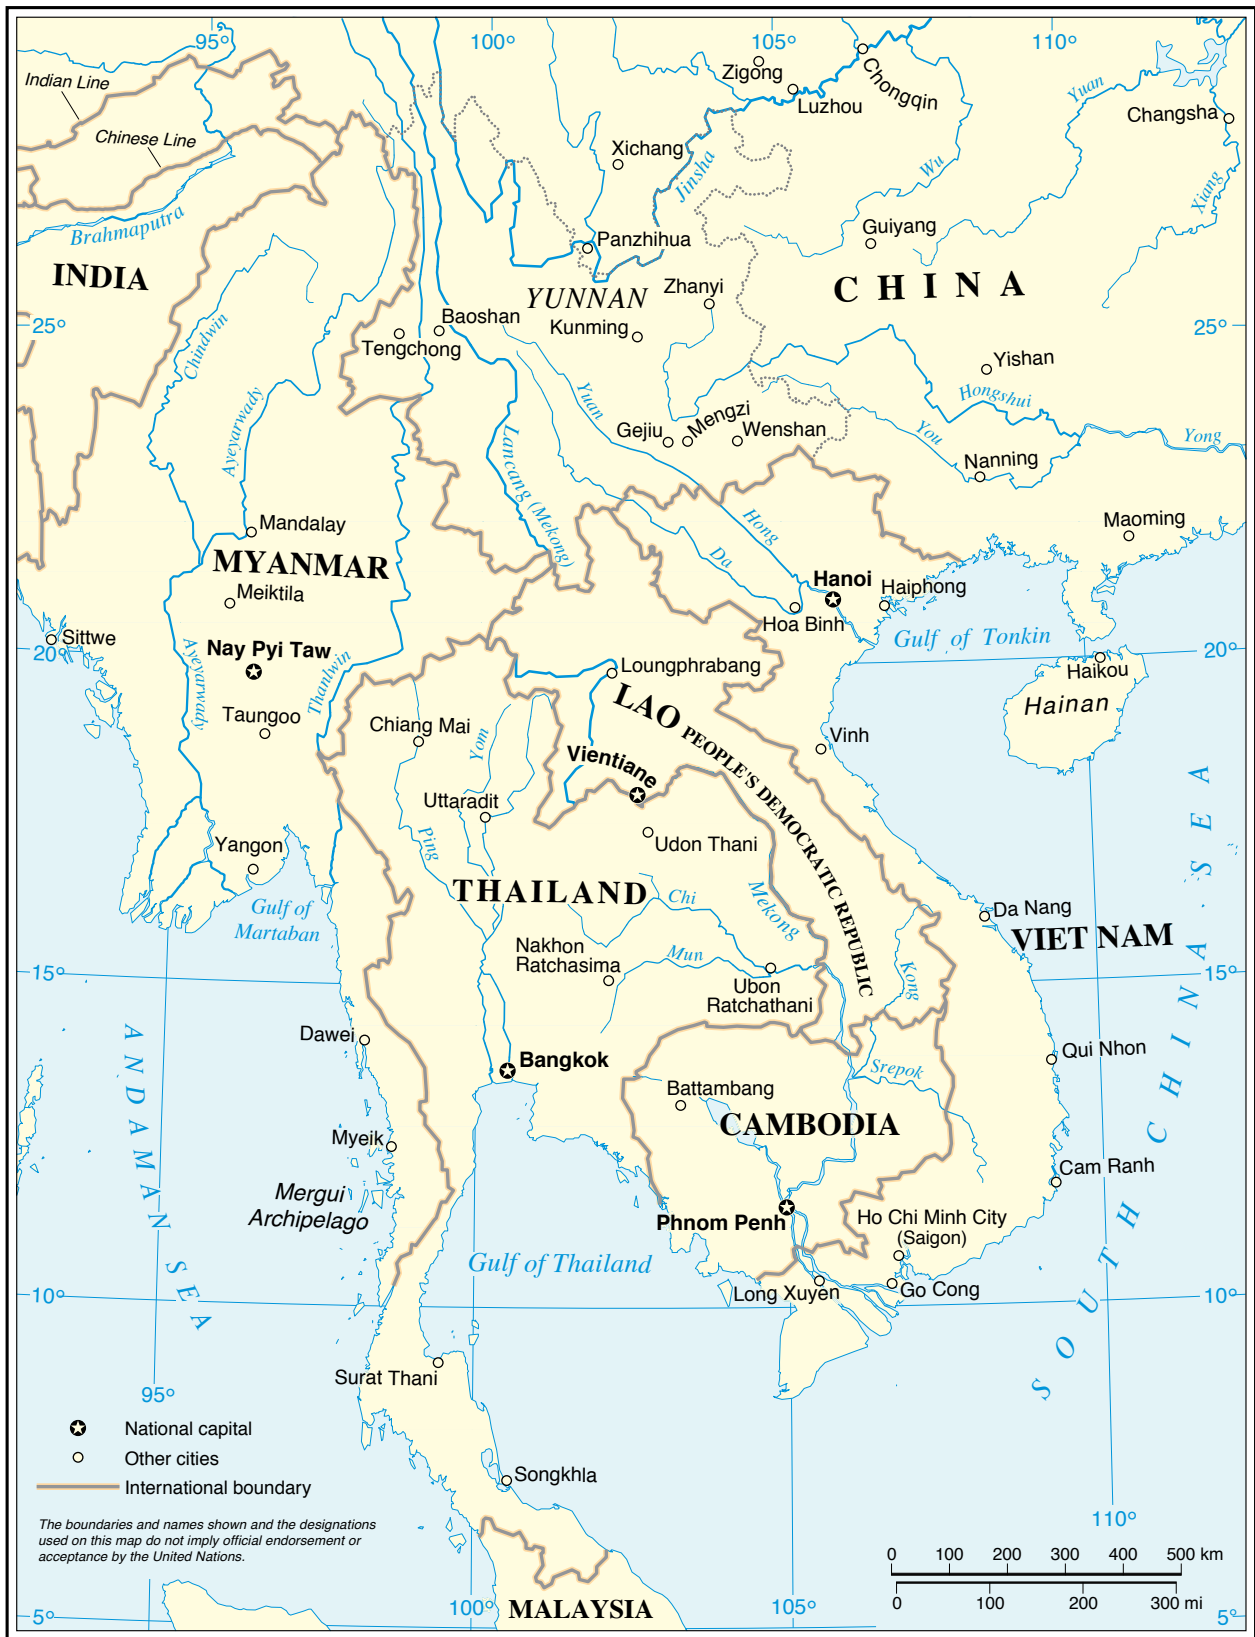 95°
100°
105°
110°
Indian Line
Chinese Line
Zigong
Luzhou
Chongqin
Yuan
Changsha
Xichang
Jinsha
Wu
Xiang
Brahmaputra
Panzhihua
Guiyang
INDIA
YUNNAN
Zhanyi
CHINA
25°
Baoshan
Kunming
25°
Tengchong
Chindwin
Yishan
Yuan
Hongshui
Ayeyarwady
Gejiu
Mengzi
Wenshan
You
Yong
Lancang (Mekong)
Nanning
Mandalay
Hong
Maoming
MYANMAR
Da
Hanoi
Haiphong
Meiktila
Hoa Binh
Sittwe
Nay Pyi Taw
Gulf of Tonkin
20°
20°
Ayeyarwady
Thanlwin
Loungphrabang
Haikou
Hainan
Taungoo
Chiang Mai
Yom
LAO PEOPLE'S DEMOCRATIC REPUBLIC
Vinh
Vientiane
Uttaradit
Ping
Udon Thani
Yangon
THAILAND
Chi
Mekong
Gulf of
Martaban
Da Nang
VIET NAM
Nakhon
Ratchasima
Mun
Kong
15°
Ubon
Ratchathani
15°
Dawei
Bangkok
Qui Nhon
Srepok
Battambang
CAMBODIA
ANDAMAN SEA
Myeik
Cam Ranh
SOUTH CHINA SEA
Mergui
Archipelago
Phnom Penh
Ho Chi Minh City
(Saigon)
Gulf of Thailand
10°
Long Xuyen
Go Cong
10°
Surat Thani
95°
National capital
Other cities
Songkhla
International boundary
110°
The boundaries and names shown and the designations
used on this map do not imply official endorsement or
acceptance by the United Nations.
0 100 200 300 400 500 km
0 100 200 300 mi
5°
100°
MALAYSIA
105°
5°